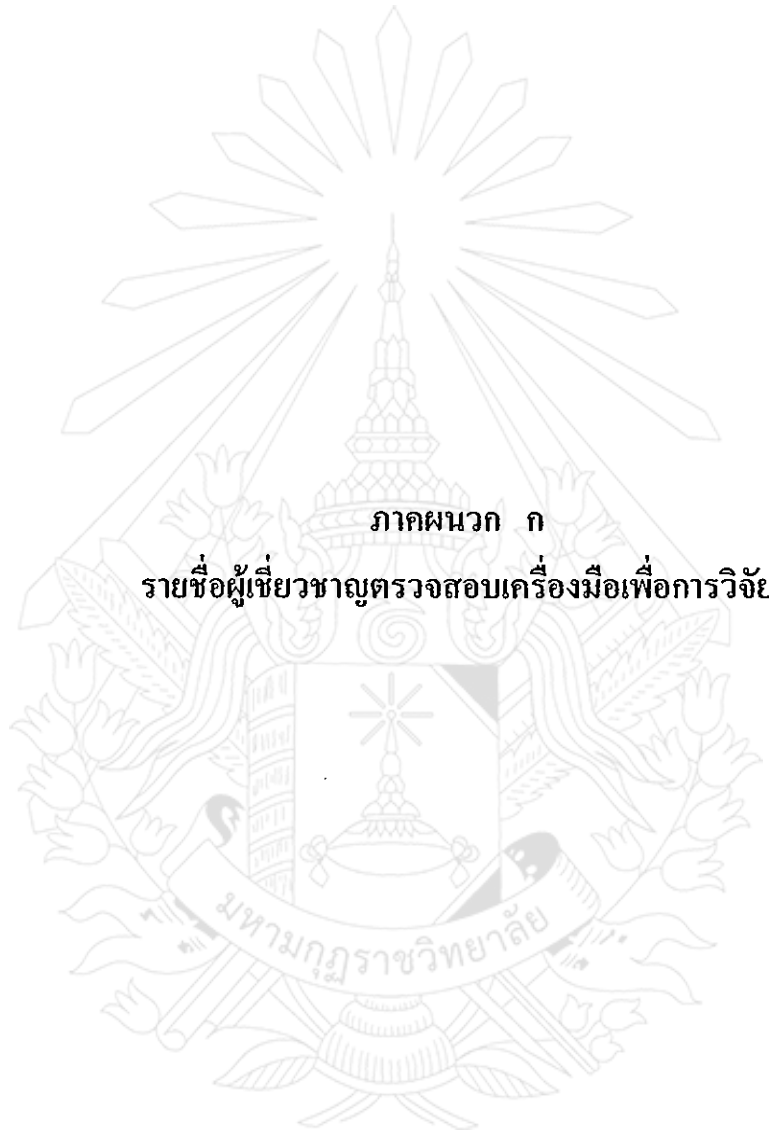 ภาคผนวก ก
รายชื่อผู้เชี่ยวชาญตรวจสอบเครื่องมือเพื่อการวิจัย
มหามกุฏราชวิทยาลัย